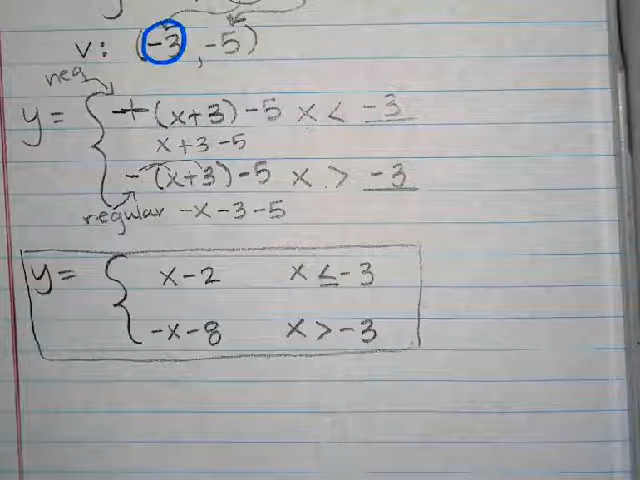 v: (-3, -5)
neg
y = { + (x+3) -5 x < -3
x + 3 - 5
- (x+3) -5 x > -3
regular -x - 3 - 5
y = { x - 2 x ≤ -3
-x - 8 x > -3